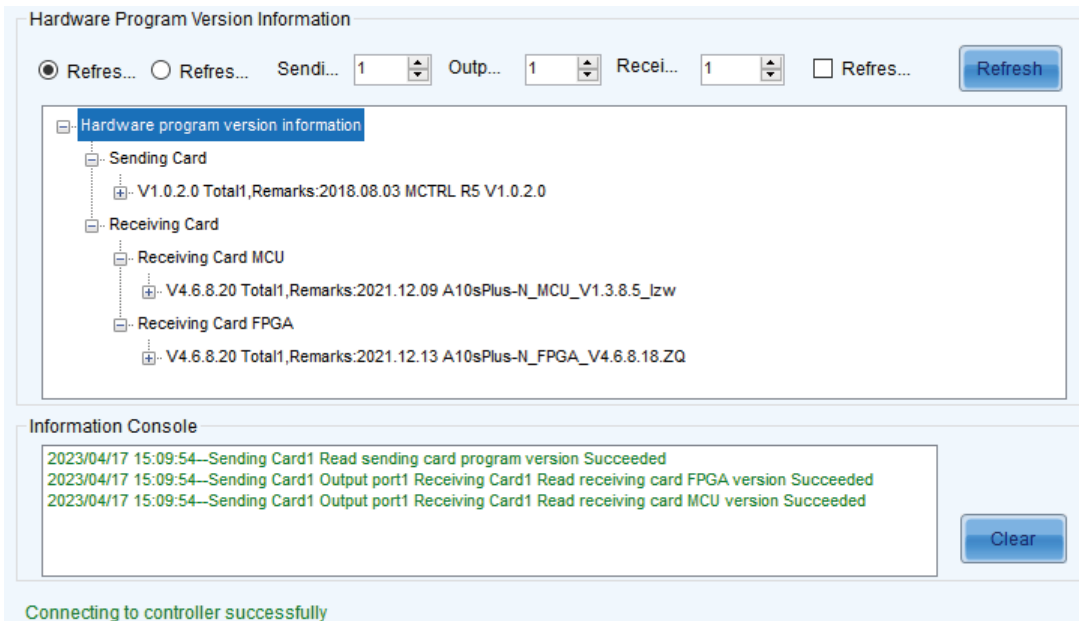 Hardware Program Version Information
Refres... Refres... Sendi... 1 Outp... 1 Recei... 1 Refres... Refresh
Hardware program version information
Sending Card
V1.0.2.0 Total1,Remarks:2018.08.03 MCTRL R5 V1.0.2.0
Receiving Card
Receiving Card MCU
V4.6.8.20 Total1,Remarks:2021.12.09 A10sPlus-N_MCU_V1.3.8.5_lzw
Receiving Card FPGA
V4.6.8.20 Total1,Remarks:2021.12.13 A10sPlus-N_FPGA_V4.6.8.18.ZQ
Information Console
2023/04/17 15:09:54--Sending Card1 Read sending card program version Succeeded
2023/04/17 15:09:54--Sending Card1 Output port1 Receiving Card1 Read receiving card FPGA version Succeeded
2023/04/17 15:09:54--Sending Card1 Output port1 Receiving Card1 Read receiving card MCU version Succeeded
Clear
Connecting to controller successfully